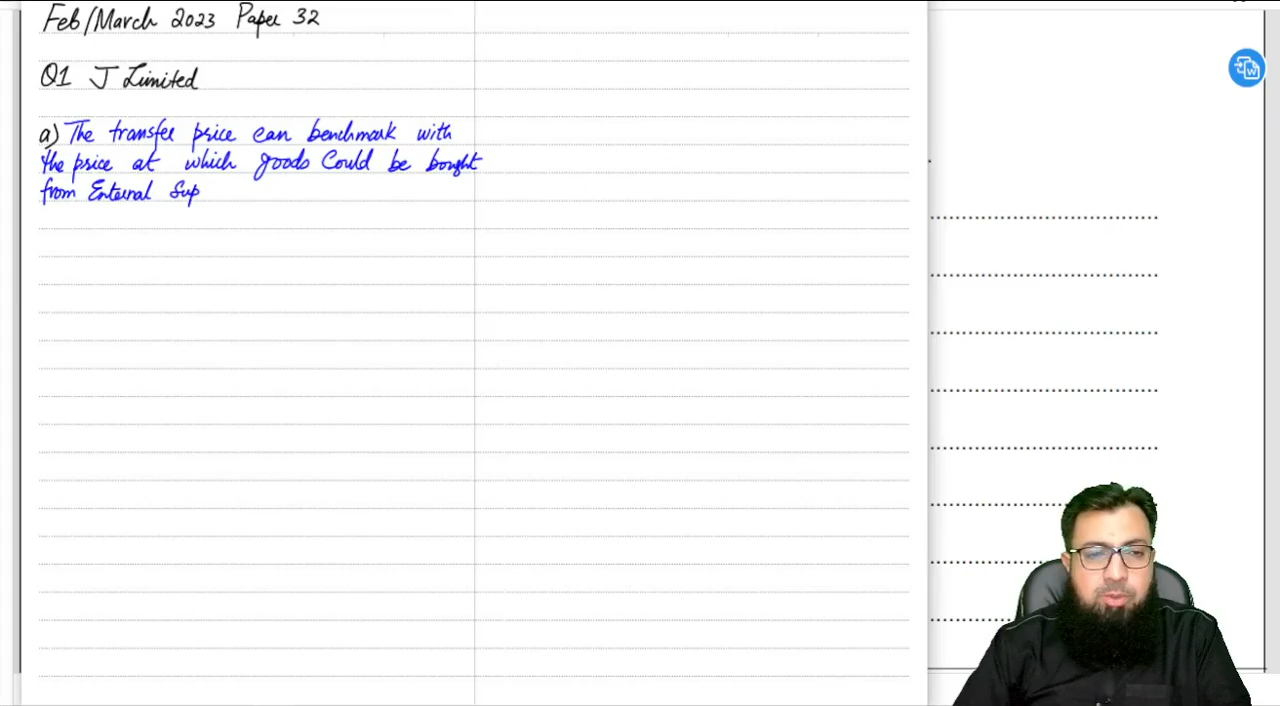 Feb/March 2023 Paper 32
Q1 J Limited
a) The transfer price can benchmark with
the price at which goods Could be bought
from External Sup
W